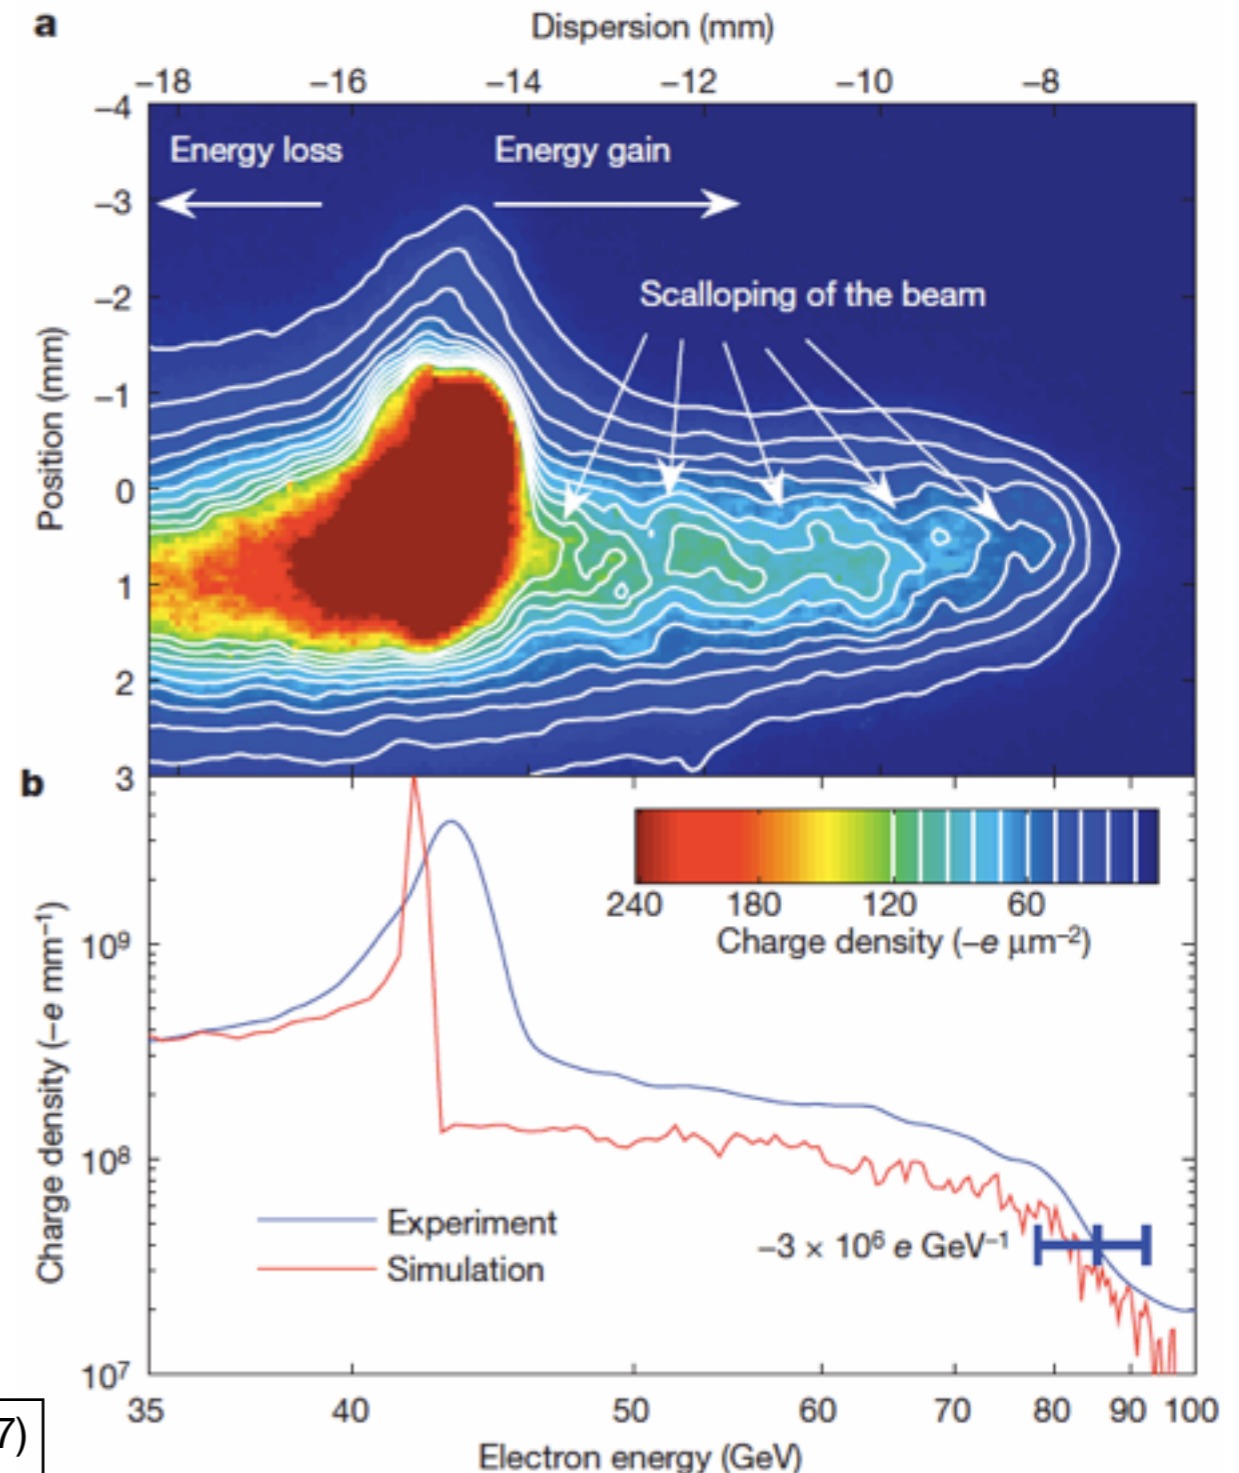 a
Dispersion (mm)
−18 −16 −14 −12 −10 −8
−4
Energy loss Energy gain
−3
−2
Scalloping of the beam
Position (mm)
−1
0
1
2
3
b
240 180 120 60
Charge density (−e μm⁻²)
10⁹
Charge density (−e mm⁻¹)
10⁸
Experiment
−3 × 10⁶ e GeV⁻¹
Simulation
10⁷
35 40 50 60 70 80 90 100
7)
Electron energy (GeV)